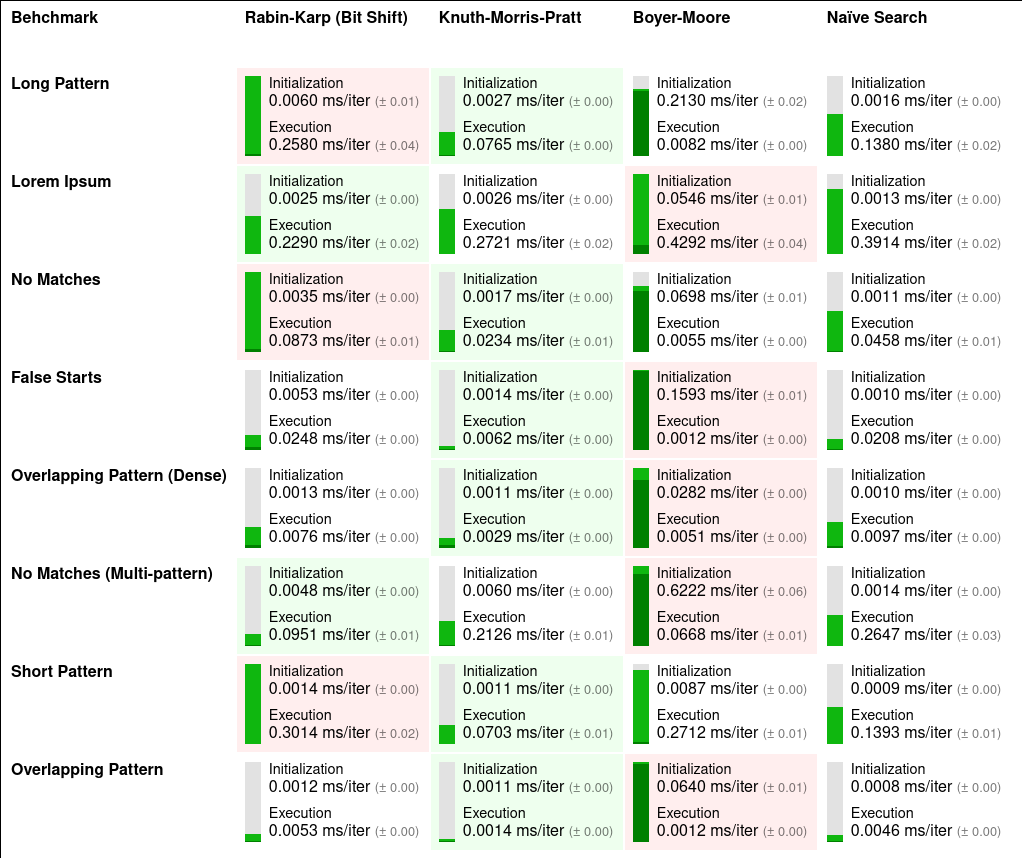 Behchmark Rabin-Karp (Bit Shift) Knuth-Morris-Pratt Boyer-Moore Naïve Search
Long Pattern
Initialization Initialization Initialization Initialization
0.0060 ms/iter (± 0.01) 0.0027 ms/iter (± 0.00) 0.2130 ms/iter (± 0.02) 0.0016 ms/iter (± 0.00)
Execution Execution Execution Execution
0.2580 ms/iter (± 0.04) 0.0765 ms/iter (± 0.00) 0.0082 ms/iter (± 0.00) 0.1380 ms/iter (± 0.02)
Lorem Ipsum
Initialization Initialization Initialization Initialization
0.0025 ms/iter (± 0.00) 0.0026 ms/iter (± 0.00) 0.0546 ms/iter (± 0.01) 0.0013 ms/iter (± 0.00)
Execution Execution Execution Execution
0.2290 ms/iter (± 0.02) 0.2721 ms/iter (± 0.02) 0.4292 ms/iter (± 0.04) 0.3914 ms/iter (± 0.02)
No Matches
Initialization Initialization Initialization Initialization
0.0035 ms/iter (± 0.00) 0.0017 ms/iter (± 0.00) 0.0698 ms/iter (± 0.01) 0.0011 ms/iter (± 0.00)
Execution Execution Execution Execution
0.0873 ms/iter (± 0.01) 0.0234 ms/iter (± 0.01) 0.0055 ms/iter (± 0.00) 0.0458 ms/iter (± 0.01)
False Starts
Initialization Initialization Initialization Initialization
0.0053 ms/iter (± 0.00) 0.0014 ms/iter (± 0.00) 0.1593 ms/iter (± 0.01) 0.0010 ms/iter (± 0.00)
Execution Execution Execution Execution
0.0248 ms/iter (± 0.00) 0.0062 ms/iter (± 0.00) 0.0012 ms/iter (± 0.00) 0.0208 ms/iter (± 0.00)
Overlapping Pattern (Dense)
Initialization Initialization Initialization Initialization
0.0013 ms/iter (± 0.00) 0.0011 ms/iter (± 0.00) 0.0282 ms/iter (± 0.00) 0.0010 ms/iter (± 0.00)
Execution Execution Execution Execution
0.0076 ms/iter (± 0.00) 0.0029 ms/iter (± 0.00) 0.0051 ms/iter (± 0.00) 0.0097 ms/iter (± 0.00)
No Matches (Multi-pattern)
Initialization Initialization Initialization Initialization
0.0048 ms/iter (± 0.00) 0.0060 ms/iter (± 0.00) 0.6222 ms/iter (± 0.06) 0.0014 ms/iter (± 0.00)
Execution Execution Execution Execution
0.0951 ms/iter (± 0.01) 0.2126 ms/iter (± 0.01) 0.0668 ms/iter (± 0.01) 0.2647 ms/iter (± 0.03)
Short Pattern
Initialization Initialization Initialization Initialization
0.0014 ms/iter (± 0.00) 0.0011 ms/iter (± 0.00) 0.0087 ms/iter (± 0.00) 0.0009 ms/iter (± 0.00)
Execution Execution Execution Execution
0.3014 ms/iter (± 0.02) 0.0703 ms/iter (± 0.01) 0.2712 ms/iter (± 0.01) 0.1393 ms/iter (± 0.01)
Overlapping Pattern
Initialization Initialization Initialization Initialization
0.0012 ms/iter (± 0.00) 0.0011 ms/iter (± 0.00) 0.0640 ms/iter (± 0.01) 0.0008 ms/iter (± 0.00)
Execution Execution Execution Execution
0.0053 ms/iter (± 0.00) 0.0014 ms/iter (± 0.00) 0.0012 ms/iter (± 0.00) 0.0046 ms/iter (± 0.00)